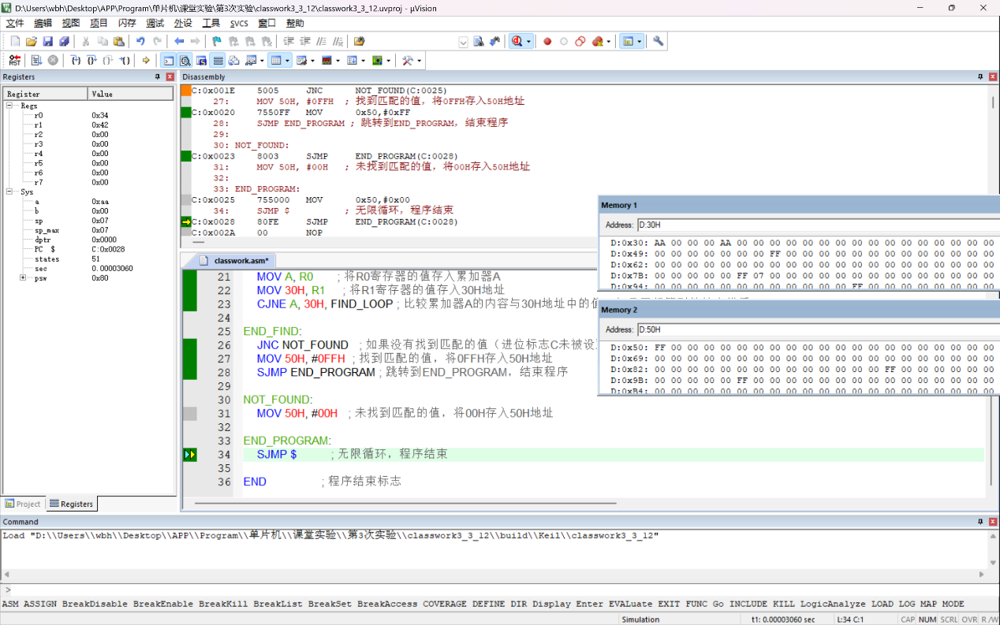 D:\Users\wbh\Desktop\APP\Program\单片机\课堂实验\第3次实验\classwork3_3_12\classwork3_3_12.uvproj - µVision
文件 编辑 视图 项目 闪存 调试 外设 工具 SVCS 窗口 帮助
Registers
Register Value
Regs
r0 0x34
r1 0x42
r2 0x00
r3 0x00
r4 0x00
r5 0x00
r6 0x00
r7 0x00
Sys
a 0xaa
b 0x00
sp 0x07
sp_max 0x07
dptr 0x0000
PC $ C:0x0028
states 51
sec 0.00003060
psw 0x80
Project Registers
Disassembly
C:0x001E 5005 JNC NOT_FOUND(C:0025)
27: MOV 50H, #0FFH ; 找到匹配的值，将0FFH存入50H地址
C:0x0020 7550FF MOV 0x50,#0xFF
28: SJMP END_PROGRAM ; 跳转到END_PROGRAM，结束程序
29:
30: NOT_FOUND:
C:0x0023 8003 SJMP END_PROGRAM(C:0028)
31: MOV 50H, #00H ; 未找到匹配的值，将00H存入50H地址
32:
33: END_PROGRAM:
C:0x0025 755000 MOV 0x50,#0x00
34: SJMP $ ; 无限循环，程序结束
C:0x0028 80FE SJMP END_PROGRAM(C:0028)
C:0x002A 00 NOP
classwork.asm*
21 MOV A, R0 ; 将R0寄存器的值存入累加器A
22 MOV 30H, R1 ; 将R1寄存器的值存入30H地址
23 CJNE A, 30H, FIND_LOOP ; 比较累加器A的内容与30H地址中的值
24
25 END_FIND:
26 JNC NOT_FOUND ; 如果没有找到匹配的值（进位标志C未被设
27 MOV 50H, #0FFH ; 找到匹配的值，将0FFH存入50H地址
28 SJMP END_PROGRAM ; 跳转到END_PROGRAM，结束程序
29
30 NOT_FOUND:
31 MOV 50H, #00H ; 未找到匹配的值，将00H存入50H地址
32
33 END_PROGRAM:
34 SJMP $ ; 无限循环，程序结束
35
36 END ; 程序结束标志
Memory 1
Address: D:30H
D:0x30: AA 00 00 00 AA 00 00 00 00 00 00 00 00 00 00 00 00 00 00 00 00
D:0x49: 00 00 00 00 00 00 00 FF 00 00 00 00 00 00 00 00 00 00 00 00 00
D:0x62: 00 00 00 00 00 00 00 00 00 00 00 00 00 00 00 00 00 00 00 00 00
D:0x7B: 00 00 00 00 00 FF 07 00 00 00 00 00 00 00 00 00 00 00 00 00 00
D:0x94: 00 00 00 00 00 00 00 00 00 00 00 00 FF 00 00 00 00 00 00 00 00
Memory 2
Address: D:50H
D:0x50: FF 00 00 00 00 00 00 00 00 00 00 00 00 00 00 00 00 00 00 00 00
D:0x69: 00 00 00 00 00 00 00 00 00 00 00 00 00 00 00 00 00 00 00 00 00
D:0x82: 00 00 00 00 00 00 00 00 00 00 00 00 00 00 FF 00 00 00 00 00 00
D:0x9B: 00 00 00 00 00 FF 00 00 00 00 00 00 00 00 00 00 00 00 00 00 00
D:0xB4: 00 00 00 00 00 00 00 00 00 00 00 00 00 00 00 00 00 00 00 00 00
Command
Load "D:\\Users\\wbh\\Desktop\\APP\\Program\\单片机\\课堂实验\\第3次实验\\classwork3_3_12\\build\\Keil\\classwork3_3_12"
>
ASM ASSIGN BreakDisable BreakEnable BreakKill BreakList BreakSet BreakAccess COVERAGE DEFINE DIR Display Enter EVALuate EXIT FUNC Go INCLUDE KILL LogicAnalyze LOAD LOG MAP MODE
Simulation t1: 0.00003060 sec L:34 C:1 CAP NUM SCRL OVR R/W